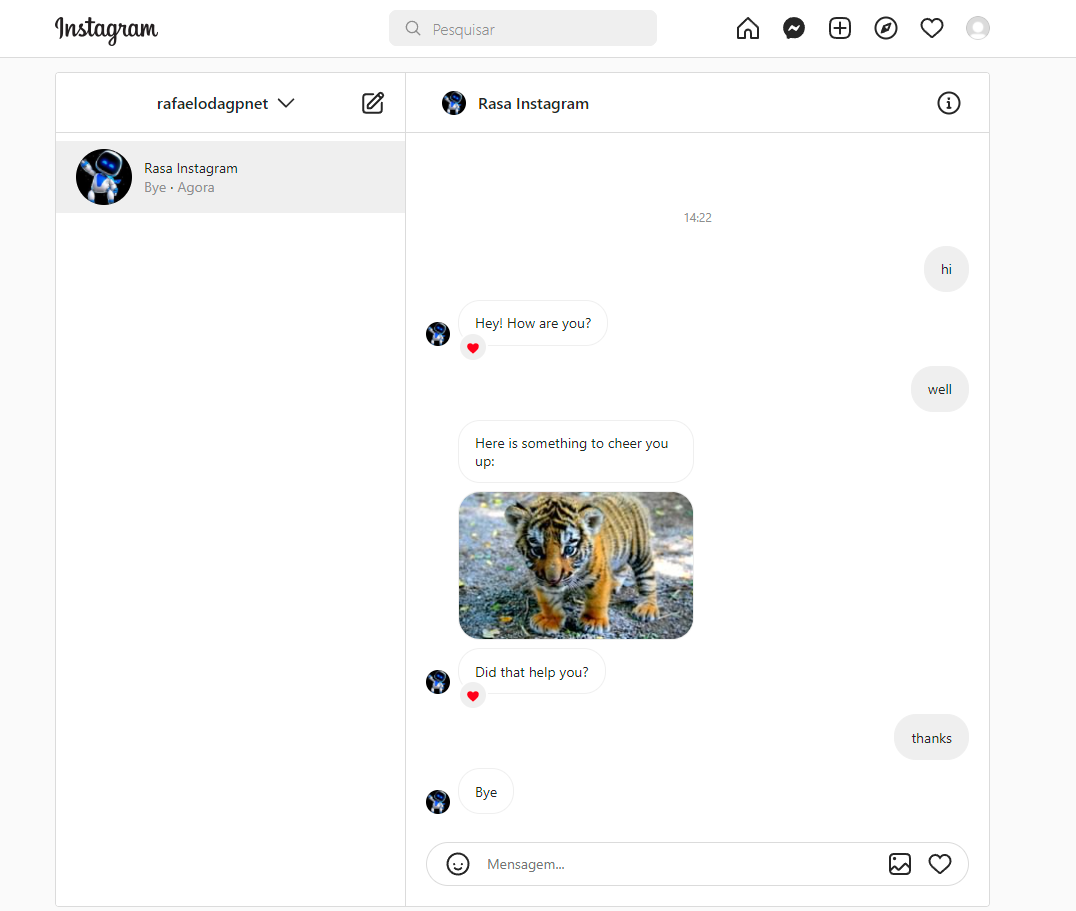 Instagram
Pesquisar
rafaelodagpnet
Rasa Instagram
Rasa Instagram
Bye · Agora
14:22
hi
Hey! How are you?
well
Here is something to cheer you
up:
Did that help you?
thanks
Bye
Mensagem...